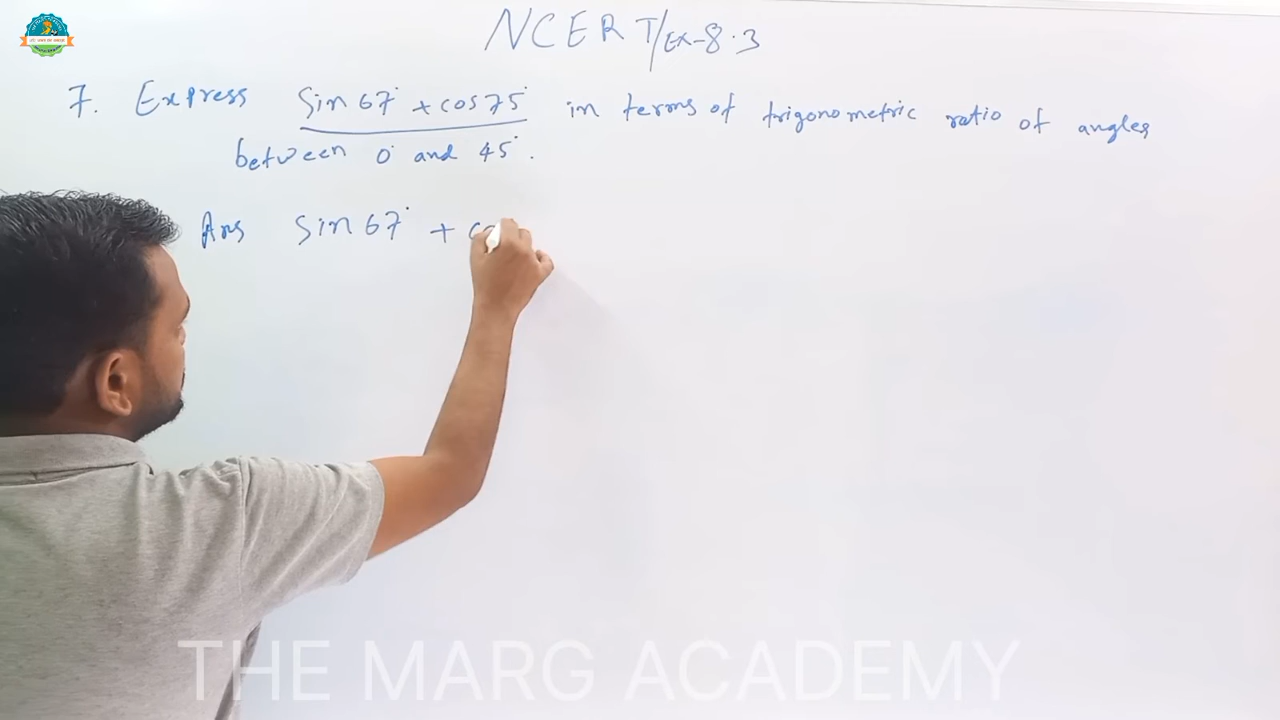 NCERT/Ex-8.3
7. Express sin 67° + cos 75° in terms of trigonometric ratio of angles
between 0° and 45°.
Ans sin 67° + co
THE MARG ACADEMY